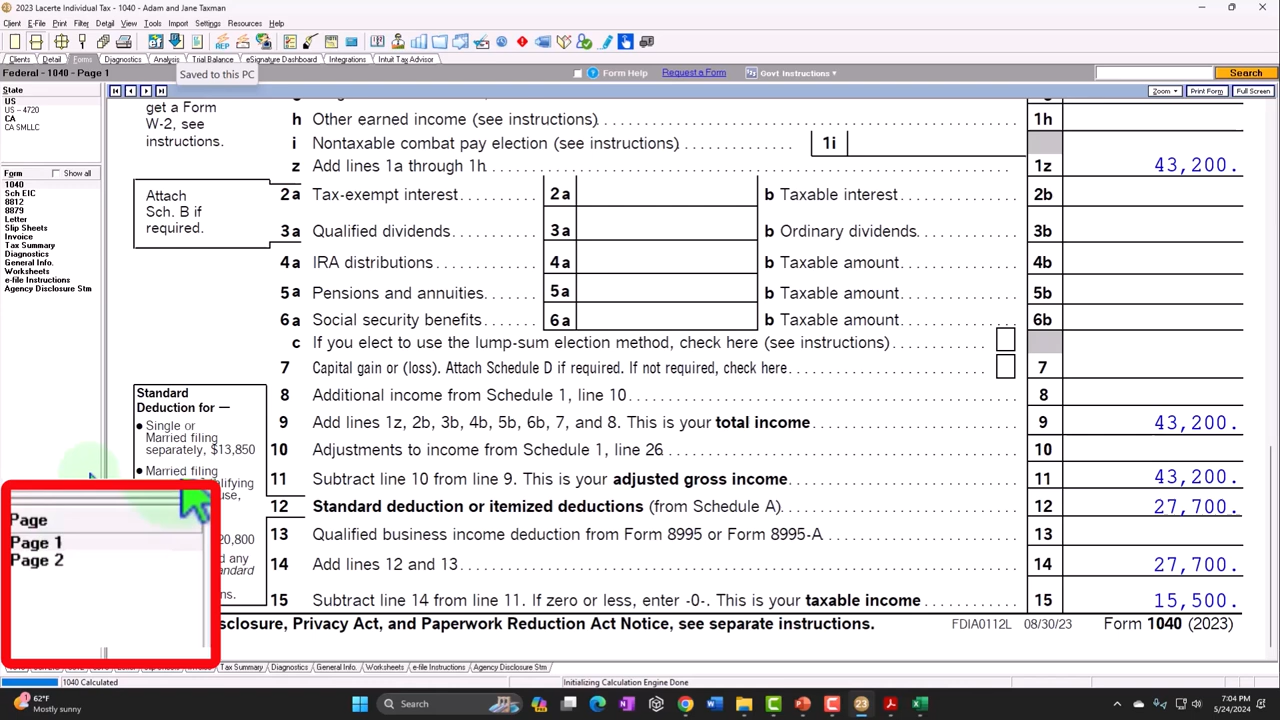 2023 Lacerte Individual Tax - 1040 - Adam and Jane Taxman
Client E-File Print Filter Detail View Tools Import Settings Resources Help
Clients Detail Forms Diagnostics Analysis Trial Balance eSignature Dashboard Integrations Intuit Tax Advisor
Federal - 1040 - Page 1
Saved to this PC
Form Help Request a Form Govt Instructions Search
Zoom Print Form Full Screen
State
US
US - 4720
CA
CA SMLLC
Form Show all
1040
Sch EIC
8812
8879
Letter
Slip Sheets
Invoice
Tax Summary
Diagnostics
General Info.
Worksheets
e-file Instructions
Agency Disclosure Stm
Page
Page 1
Page 2
get a Form
W-2, see
instructions.
h Other earned income (see instructions) 1h
i Nontaxable combat pay election (see instructions) 1i
z Add lines 1a through 1h 1z 43,200.
Attach
Sch. B if
required.
2a Tax-exempt interest 2a b Taxable interest 2b
3a Qualified dividends 3a b Ordinary dividends 3b
4a IRA distributions 4a b Taxable amount 4b
5a Pensions and annuities 5a b Taxable amount 5b
6a Social security benefits 6a b Taxable amount 6b
c If you elect to use the lump-sum election method, check here (see instructions)
7 Capital gain or (loss). Attach Schedule D if required. If not required, check here 7
Standard
Deduction for —
● Single or
Married filing
separately, $13,850
● Married filing
alifying
use,
20,800
d any
tandard
ns.
8 Additional income from Schedule 1, line 10 8
9 Add lines 1z, 2b, 3b, 4b, 5b, 6b, 7, and 8. This is your total income 9 43,200.
10 Adjustments to income from Schedule 1, line 26 10
11 Subtract line 10 from line 9. This is your adjusted gross income 11 43,200.
12 Standard deduction or itemized deductions (from Schedule A) 12 27,700.
13 Qualified business income deduction from Form 8995 or Form 8995-A 13
14 Add lines 12 and 13 14 27,700.
15 Subtract line 14 from line 11. If zero or less, enter -0-. This is your taxable income 15 15,500.
sclosure, Privacy Act, and Paperwork Reduction Act Notice, see separate instructions. FDIA0112L 08/30/23 Form 1040 (2023)
Tax Summary Diagnostics General Info. Worksheets e-file Instructions Agency Disclosure Stm
1040 Calculated Initializing Calculation Engine Done
62°F
Mostly sunny
Search
7:04 PM
5/24/2024